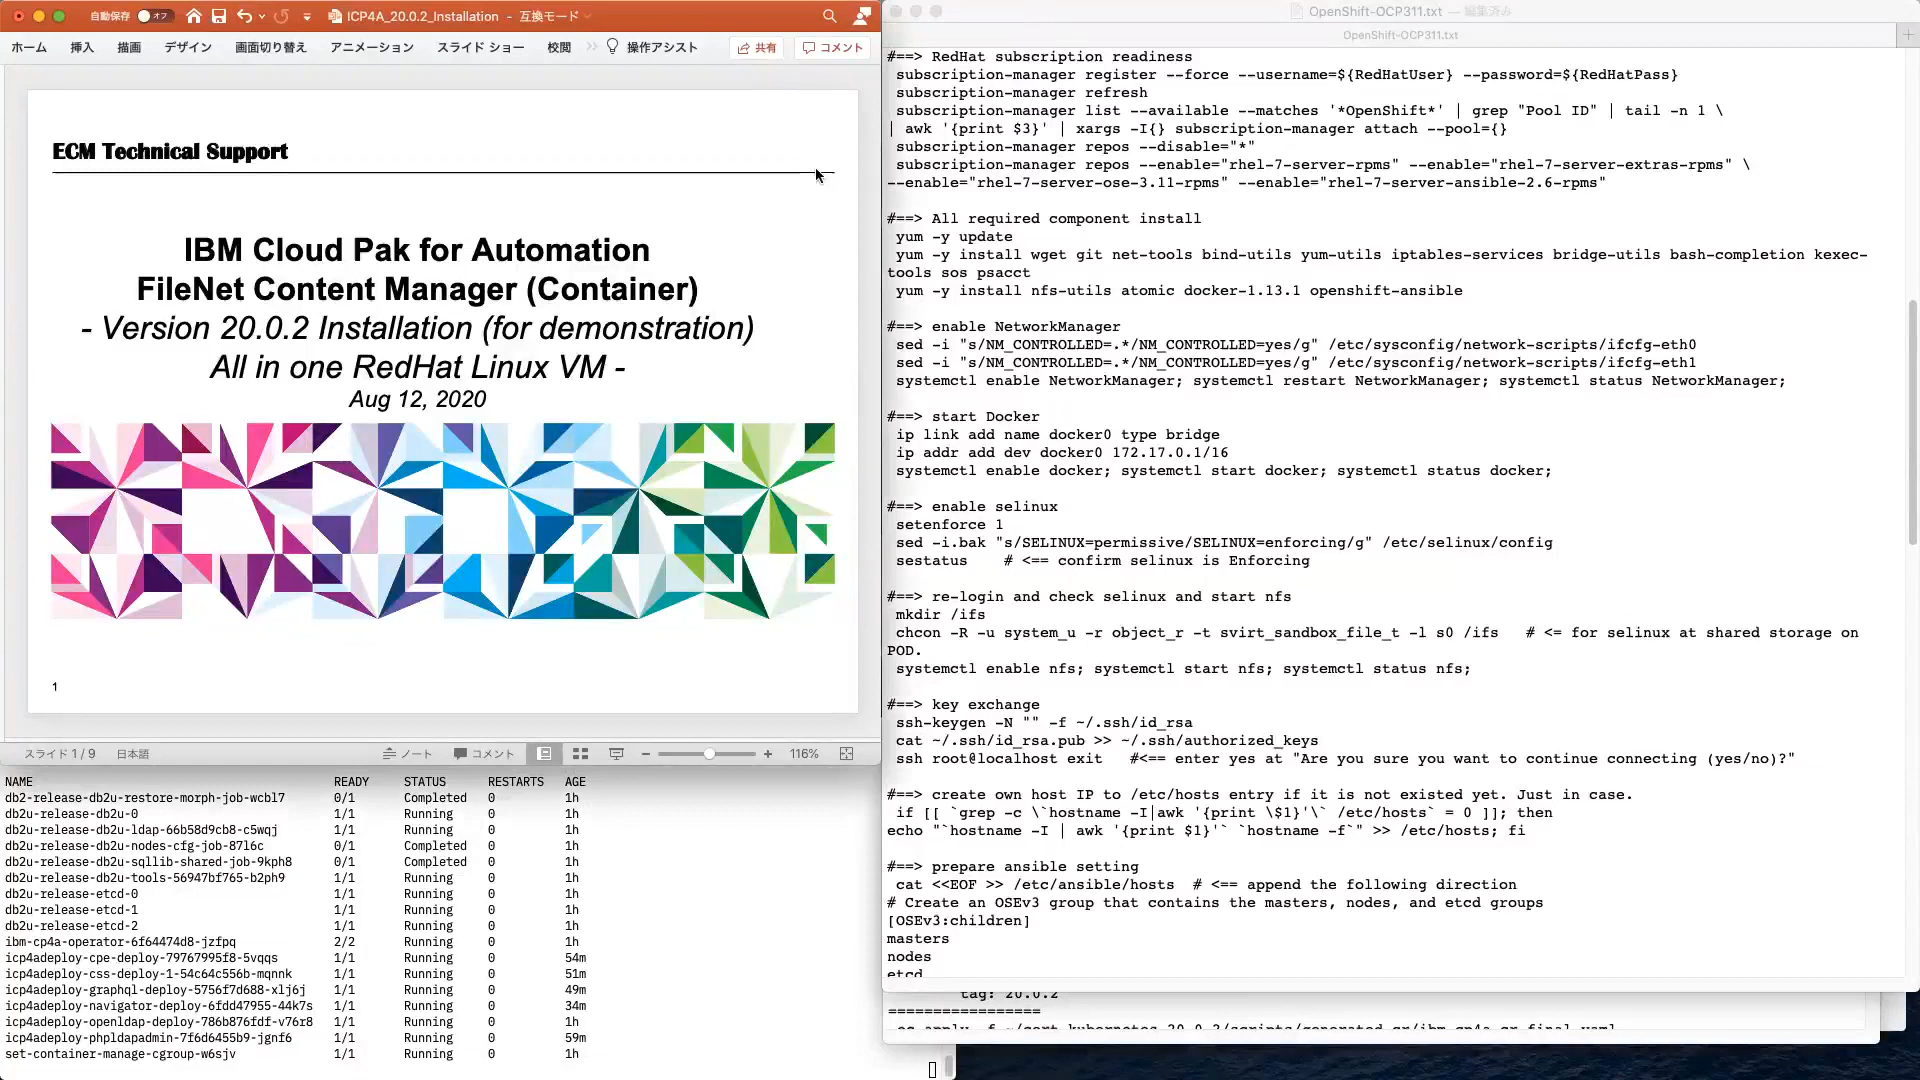 自動保存 オフ ICP4A_20.0.2_Installation - 互換モード
ホーム 挿入 描画 デザイン 画面切り替え アニメーション スライド ショー 校閲 操作アシスト 共有 コメント
ECM Technical Support
IBM Cloud Pak for Automation
FileNet Content Manager (Container)
- Version 20.0.2 Installation (for demonstration)
All in one RedHat Linux VM -
Aug 12, 2020
1
スライド 1 / 9 日本語 ノート コメント 116%
NAME READY STATUS RESTARTS AGE
db2-release-db2u-restore-morph-job-wcbl7 0/1 Completed 0 1h
db2u-release-db2u-0 1/1 Running 0 1h
db2u-release-db2u-ldap-66b58d9cb8-c5wqj 1/1 Running 0 1h
db2u-release-db2u-nodes-cfg-job-87l6c 0/1 Completed 0 1h
db2u-release-db2u-sqllib-shared-job-9kph8 0/1 Completed 0 1h
db2u-release-db2u-tools-56947bf765-b2ph9 1/1 Running 0 1h
db2u-release-etcd-0 1/1 Running 0 1h
db2u-release-etcd-1 1/1 Running 0 1h
db2u-release-etcd-2 1/1 Running 0 1h
ibm-cp4a-operator-6f64474d8-jzfpq 2/2 Running 0 1h
icp4adeploy-cpe-deploy-79767995f8-5vqqs 1/1 Running 0 54m
icp4adeploy-css-deploy-1-54c64c556b-mqnnk 1/1 Running 0 51m
icp4adeploy-graphql-deploy-5756f7d688-xlj6j 1/1 Running 0 49m
icp4adeploy-navigator-deploy-6fdd47955-44k7s 1/1 Running 0 34m
icp4adeploy-openldap-deploy-786b876fdf-v76r8 1/1 Running 0 1h
icp4adeploy-phpldapadmin-7f6d6455b9-jgnf6 1/1 Running 0 59m
set-container-manage-cgroup-w6sjv 1/1 Running 0 1h
OpenShift-OCP311.txt — 編集済み
OpenShift-OCP311.txt
#==> RedHat subscription readiness
subscription-manager register --force --username=${RedHatUser} --password=${RedHatPass}
subscription-manager refresh
subscription-manager list --available --matches '*OpenShift*' | grep "Pool ID" | tail -n 1 \
| awk '{print $3}' | xargs -I{} subscription-manager attach --pool={}
subscription-manager repos --disable="*"
subscription-manager repos --enable="rhel-7-server-rpms" --enable="rhel-7-server-extras-rpms" \
--enable="rhel-7-server-ose-3.11-rpms" --enable="rhel-7-server-ansible-2.6-rpms"
#==> All required component install
yum -y update
yum -y install wget git net-tools bind-utils yum-utils iptables-services bridge-utils bash-completion kexec-
tools sos psacct
yum -y install nfs-utils atomic docker-1.13.1 openshift-ansible
#==> enable NetworkManager
sed -i "s/NM_CONTROLLED=.*/NM_CONTROLLED=yes/g" /etc/sysconfig/network-scripts/ifcfg-eth0
sed -i "s/NM_CONTROLLED=.*/NM_CONTROLLED=yes/g" /etc/sysconfig/network-scripts/ifcfg-eth1
systemctl enable NetworkManager; systemctl restart NetworkManager; systemctl status NetworkManager;
#==> start Docker
ip link add name docker0 type bridge
ip addr add dev docker0 172.17.0.1/16
systemctl enable docker; systemctl start docker; systemctl status docker;
#==> enable selinux
setenforce 1
sed -i.bak "s/SELINUX=permissive/SELINUX=enforcing/g" /etc/selinux/config
sestatus # <== confirm selinux is Enforcing
#==> re-login and check selinux and start nfs
mkdir /ifs
chcon -R -u system_u -r object_r -t svirt_sandbox_file_t -l s0 /ifs # <= for selinux at shared storage on
POD.
systemctl enable nfs; systemctl start nfs; systemctl status nfs;
#==> key exchange
ssh-keygen -N "" -f ~/.ssh/id_rsa
cat ~/.ssh/id_rsa.pub >> ~/.ssh/authorized_keys
ssh root@localhost exit #<== enter yes at "Are you sure you want to continue connecting (yes/no)?"
#==> create own host IP to /etc/hosts entry if it is not existed yet. Just in case.
if [[ `grep -c \`hostname -I|awk '{print \$1}'\` /etc/hosts` = 0 ]]; then
echo "`hostname -I | awk '{print $1}'` `hostname -f`" >> /etc/hosts; fi
#==> prepare ansible setting
cat <<EOF >> /etc/ansible/hosts # <== append the following direction
# Create an OSEv3 group that contains the masters, nodes, and etcd groups
[OSEv3:children]
masters
nodes
etcd
tag: 20.0.2
=================